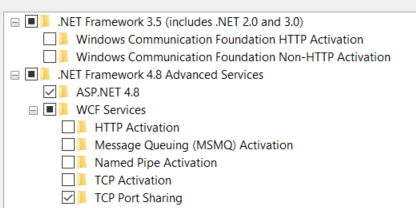 .NET Framework 3.5 (includes .NET 2.0 and 3.0)
Windows Communication Foundation HTTP Activation
Windows Communication Foundation Non-HTTP Activation
.NET Framework 4.8 Advanced Services
ASP.NET 4.8
WCF Services
HTTP Activation
Message Queuing (MSMQ) Activation
Named Pipe Activation
TCP Activation
TCP Port Sharing